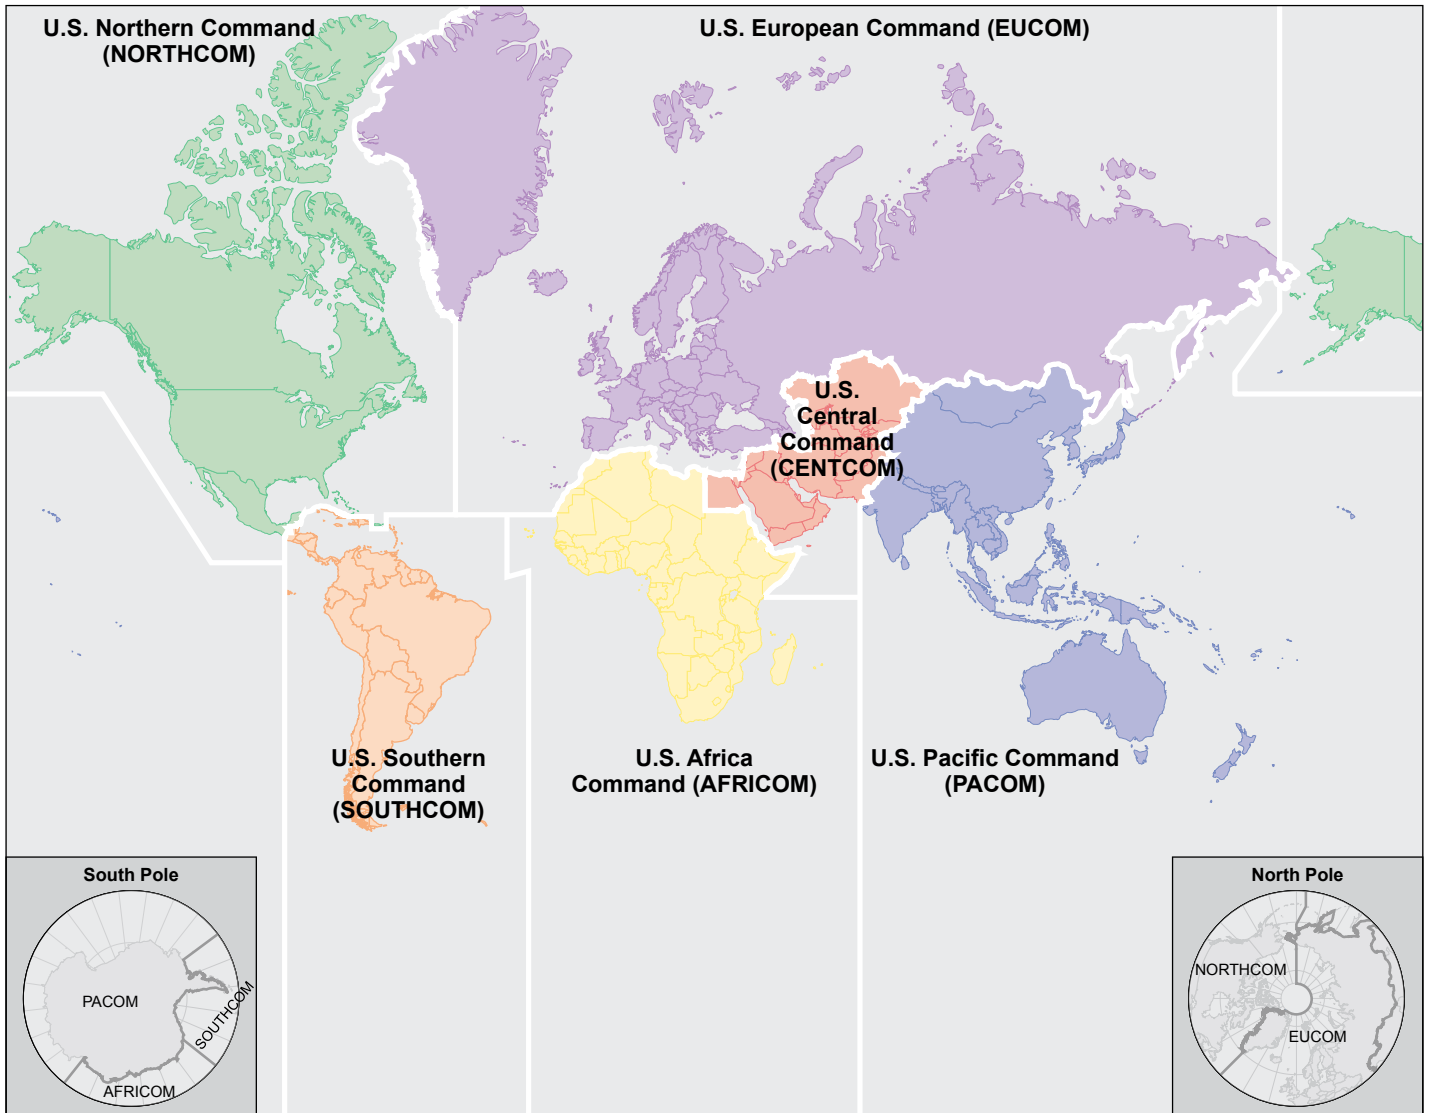 U.S. Northern Command
(NORTHCOM)
U.S. European Command (EUCOM)
U.S.
Central
Command
(CENTCOM)
U.S. Southern
Command
(SOUTHCOM)
U.S. Africa
Command (AFRICOM)
U.S. Pacific Command
(PACOM)
South Pole
PACOM
SOUTHCOM
AFRICOM
North Pole
NORTHCOM
EUCOM